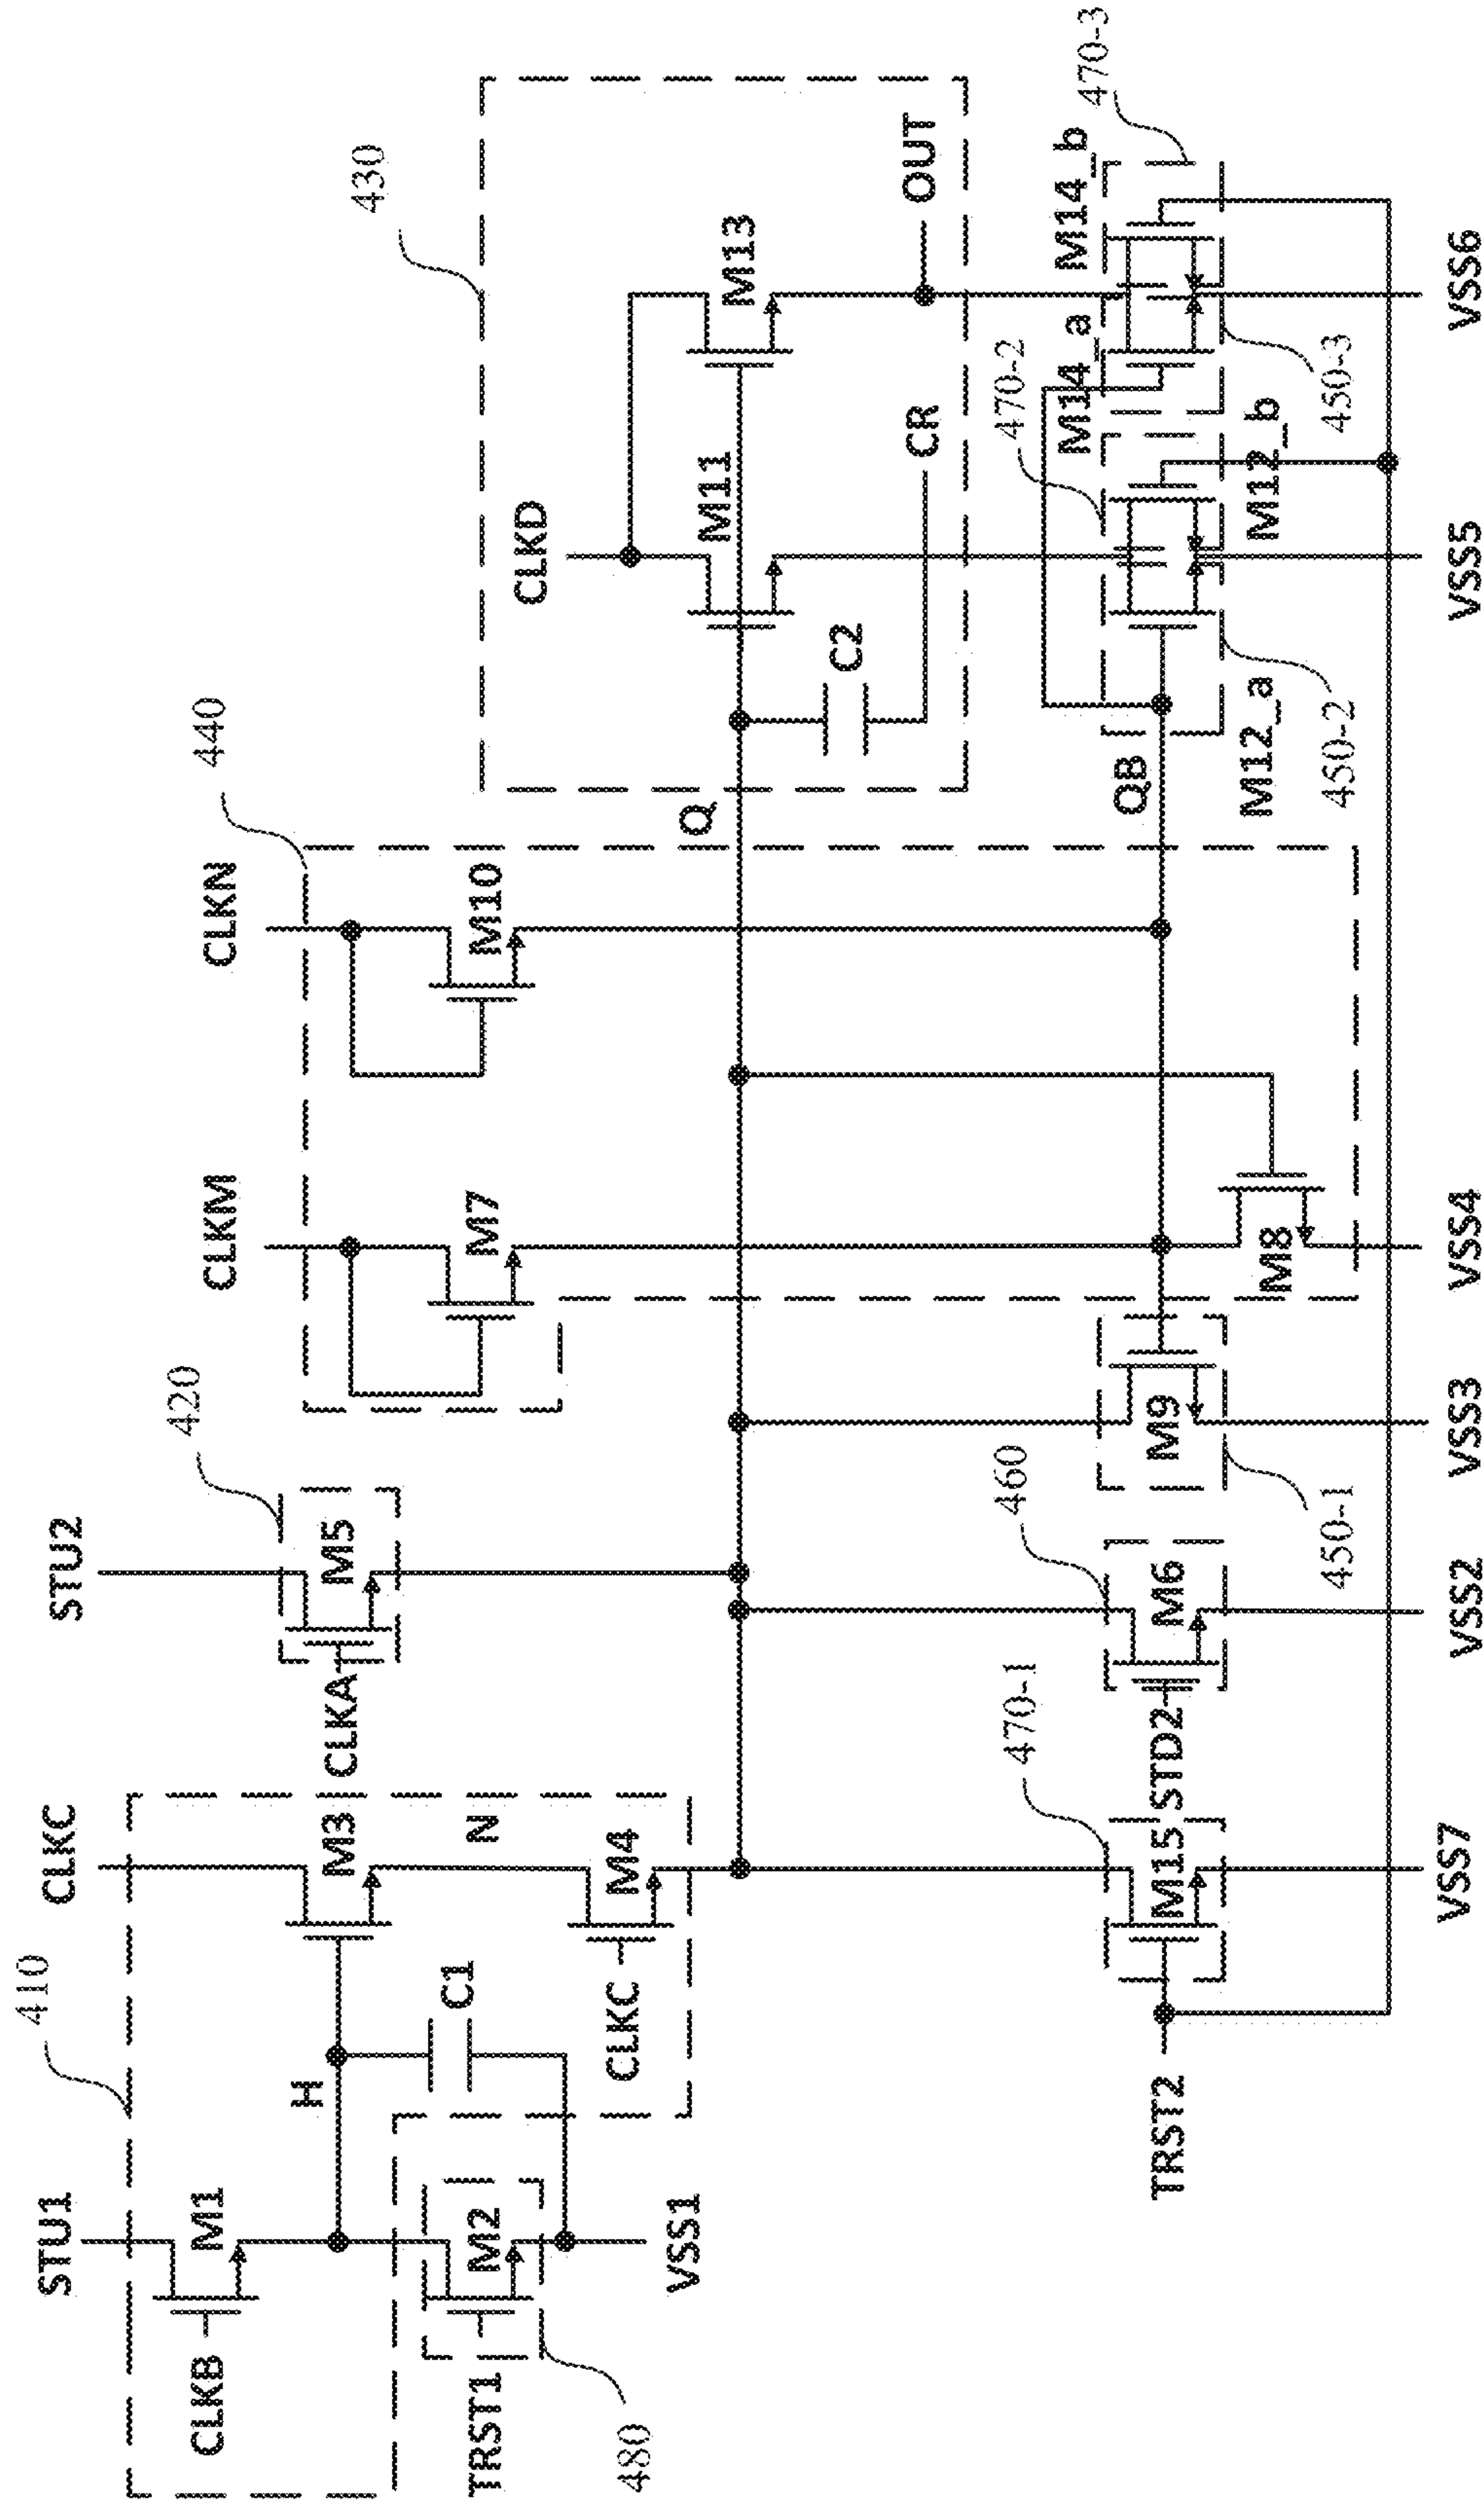 410
STU1
CLKB
M1
H
TRST1
M2
480
VSS1
C1
CLKC
M3
N
CLKC
M4
STU2
420
CLKA
M5
CLKM
440
M7
CLKN
M10
Q
430
CLKD
M11
M13
C2
CR
OUT
TRST2
470-1
M15
VSS7
460
STD2
M6
VSS2
M9
450-1
VSS3
M8
VSS4
QB
470-2
M12_a
450-2
M12_b
VSS5
470-3
M14_a
M14_b
450-3
VSS6